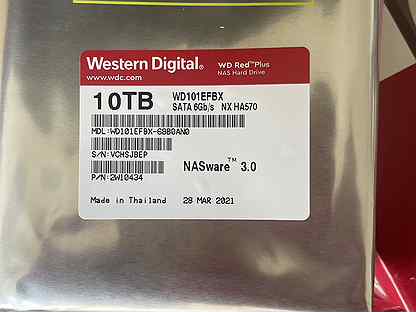 Western Digital®
WD Red™ Plus
www.wdc.com
NAS Hard Drive
10TB
WD101EFBX
SATA 6Gb/s NX HA570
MDL:WD101EFBX-68B0AN0
S/N:VCHSJBEP
NASware™ 3.0
P/N:2W10434
Made in Thailand 28 MAR 2021